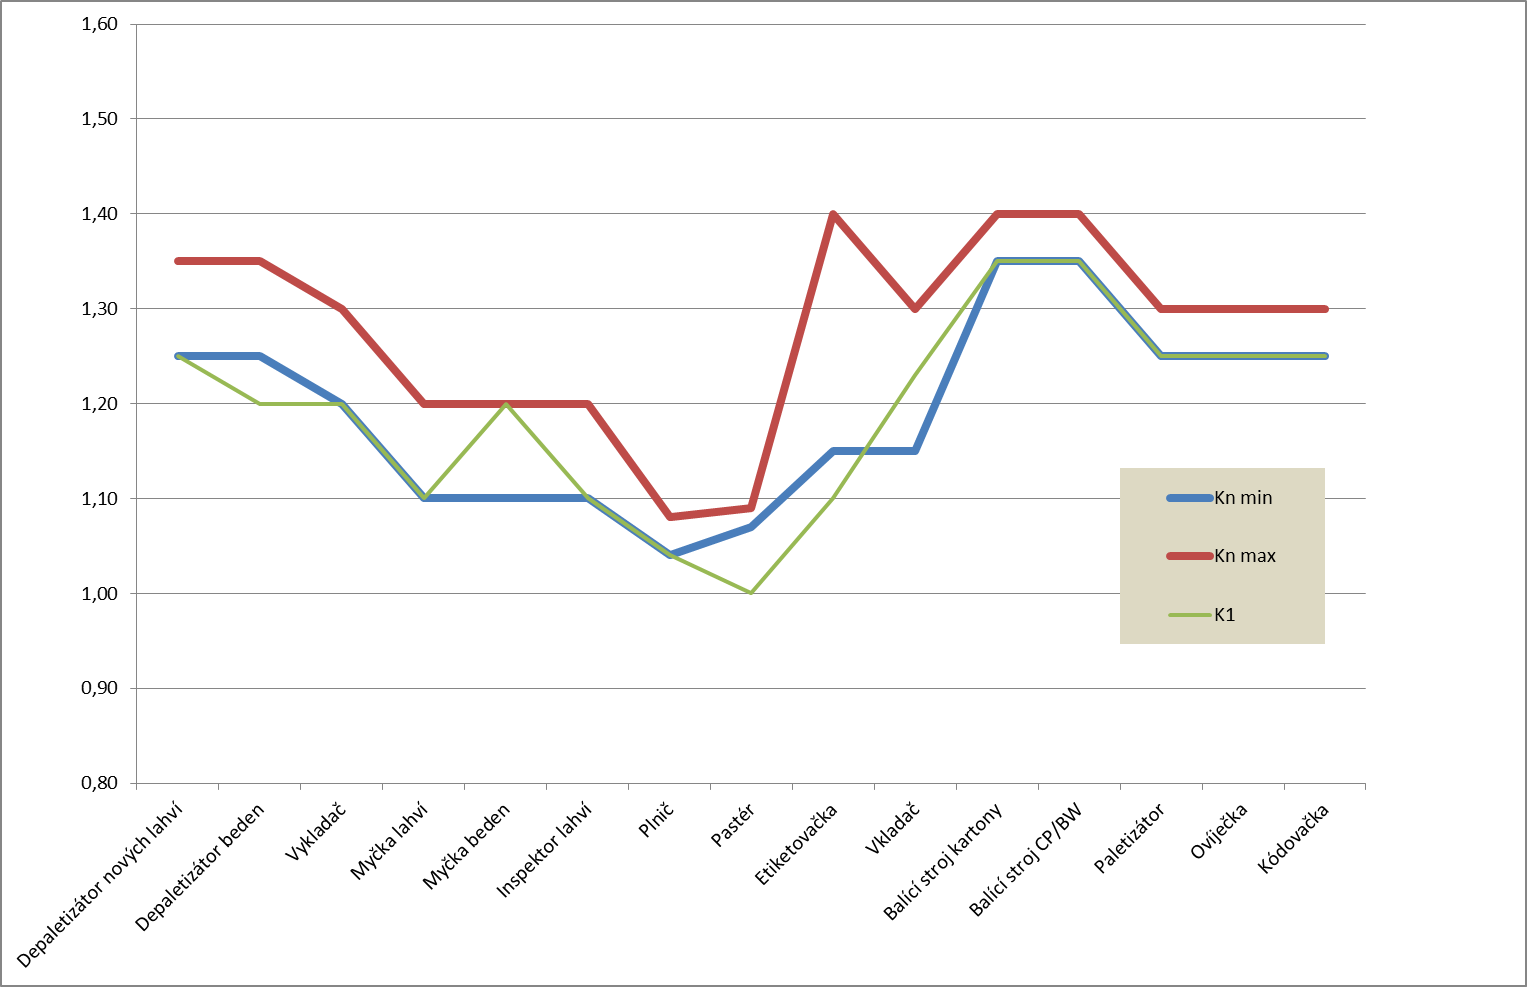 1,60
1,50
1,40
1,30
1,20
1,10
1,00
0,90
0,80
Depaletizátor nových lahví
Depaletizátor beden
Vykladač
Myčka lahví
Myčka beden
Inspektor lahví
Plnič
Pastér
Etiketovačka
Vkladač
Balící stroj kartony
Balící stroj CP/BW
Paletizátor
Ovíječka
Kódovačka
Kn min
Kn max
K1